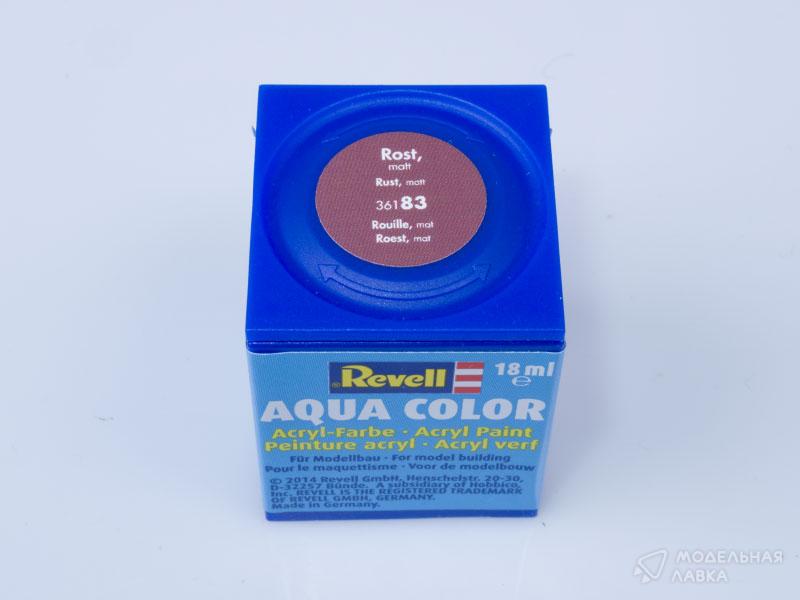 Rost,
matt
Rust, matt
36183
Rouille, mat
Roest, mat
Revell
18 ml
e
AQUA COLOR
Acryl-Farbe · Acryl Paint
Peinture acryl · Acryl verf
Für Modellbau · For model building
Pour le maquettisme · Voor de modelbouw
© 2014 Revell GmbH, Henschelstr. 20-30,
D-32257 Bünde. A subsidiary of Hobbico,
Inc. REVELL IS THE REGISTERED TRADEMARK
OF REVELL GMBH, GERMANY.
Made in Germany.
МОДЕЛЬНАЯ
ЛАВКА